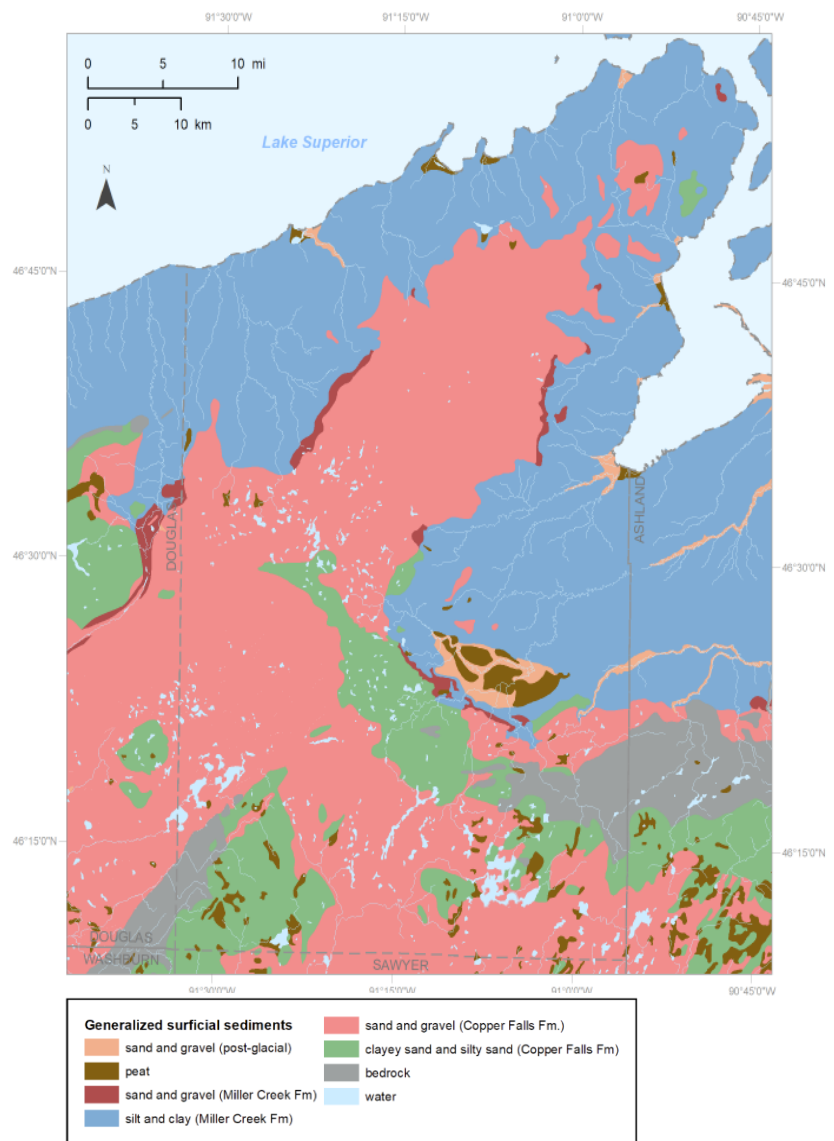 91°30'0"W 91°15'0"W 91°0'0"W 90°45'0"W
0 5 10 mi
0 5 10 km
Lake Superior
N
46°45'0"N 46°45'0"N
DOUGLAS
ASHLAND
46°30'0"N 46°30'0"N
46°15'0"N 46°15'0"N
DOUGLAS
WASHBURN
SAWYER
91°30'0"W 91°15'0"W 91°0'0"W 90°45'0"W
Generalized surficial sediments
sand and gravel (post-glacial)
peat
sand and gravel (Miller Creek Fm)
silt and clay (Miller Creek Fm)
sand and gravel (Copper Falls Fm.)
clayey sand and silty sand (Copper Falls Fm)
bedrock
water